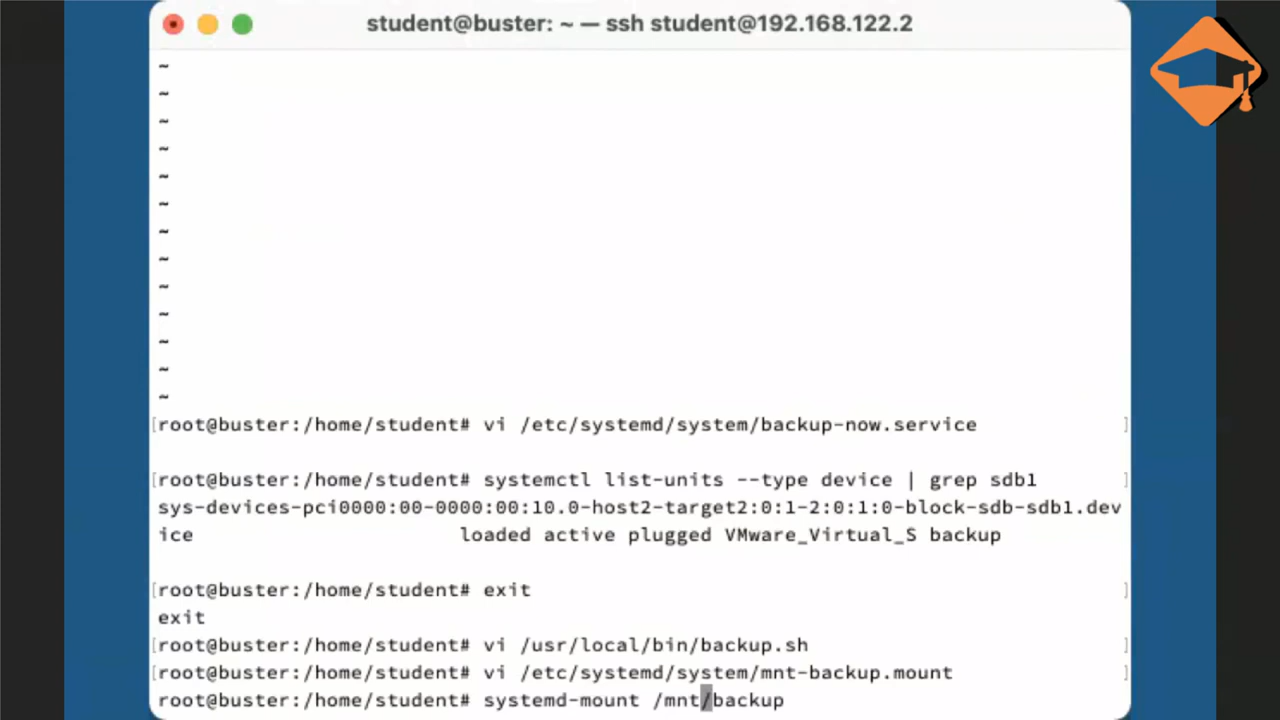 student@buster: ~ — ssh student@192.168.122.2
~
~
~
~
~
~
~
~
~
~
~
~
~
[root@buster:/home/student# vi /etc/systemd/system/backup-now.service ]
[root@buster:/home/student# systemctl list-units --type device | grep sdb1 ]
sys-devices-pci0000:00-0000:00:10.0-host2-target2:0:1-2:0:1:0-block-sdb-sdb1.dev
ice loaded active plugged VMware_Virtual_S backup
[root@buster:/home/student# exit ]
exit
[root@buster:/home/student# vi /usr/local/bin/backup.sh ]
[root@buster:/home/student# vi /etc/systemd/system/mnt-backup.mount ]
root@buster:/home/student# systemd-mount /mnt/backup